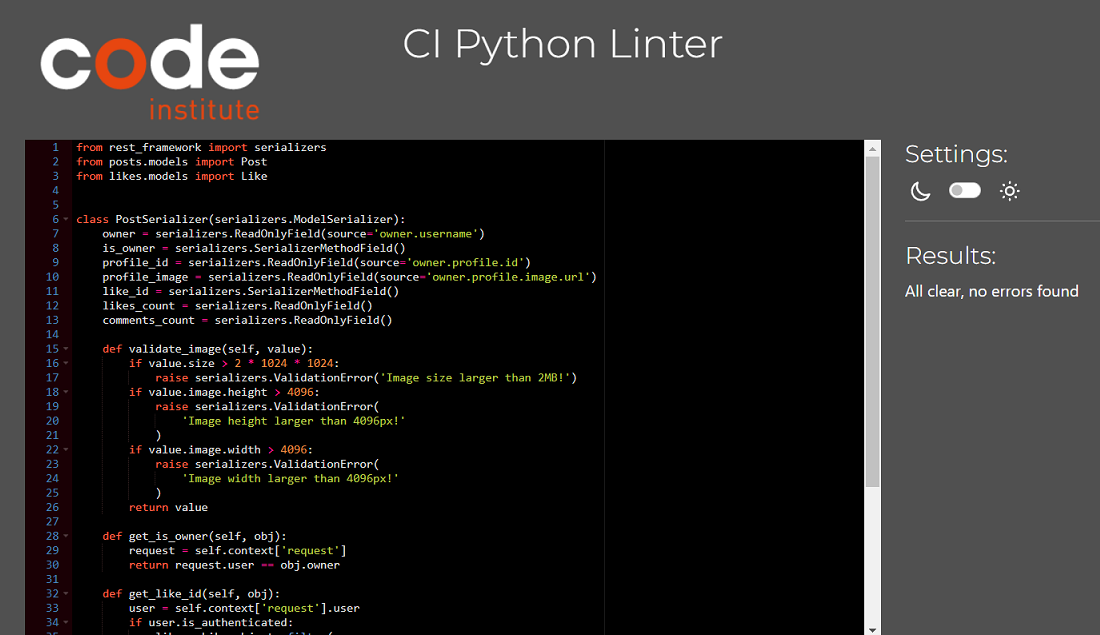 code
institute
CI Python Linter
1 from rest_framework import serializers
2 from posts.models import Post
3 from likes.models import Like
4
5
6 class PostSerializer(serializers.ModelSerializer):
7     owner = serializers.ReadOnlyField(source='owner.username')
8     is_owner = serializers.SerializerMethodField()
9     profile_id = serializers.ReadOnlyField(source='owner.profile.id')
10     profile_image = serializers.ReadOnlyField(source='owner.profile.image.url')
11     like_id = serializers.SerializerMethodField()
12     likes_count = serializers.ReadOnlyField()
13     comments_count = serializers.ReadOnlyField()
14
15     def validate_image(self, value):
16         if value.size > 2 * 1024 * 1024:
17             raise serializers.ValidationError('Image size larger than 2MB!')
18         if value.image.height > 4096:
19             raise serializers.ValidationError(
20                 'Image height larger than 4096px!'
21             )
22         if value.image.width > 4096:
23             raise serializers.ValidationError(
24                 'Image width larger than 4096px!'
25             )
26         return value
27
28     def get_is_owner(self, obj):
29         request = self.context['request']
30         return request.user == obj.owner
31
32     def get_like_id(self, obj):
33         user = self.context['request'].user
34         if user.is_authenticated:
Settings:
Results:
All clear, no errors found